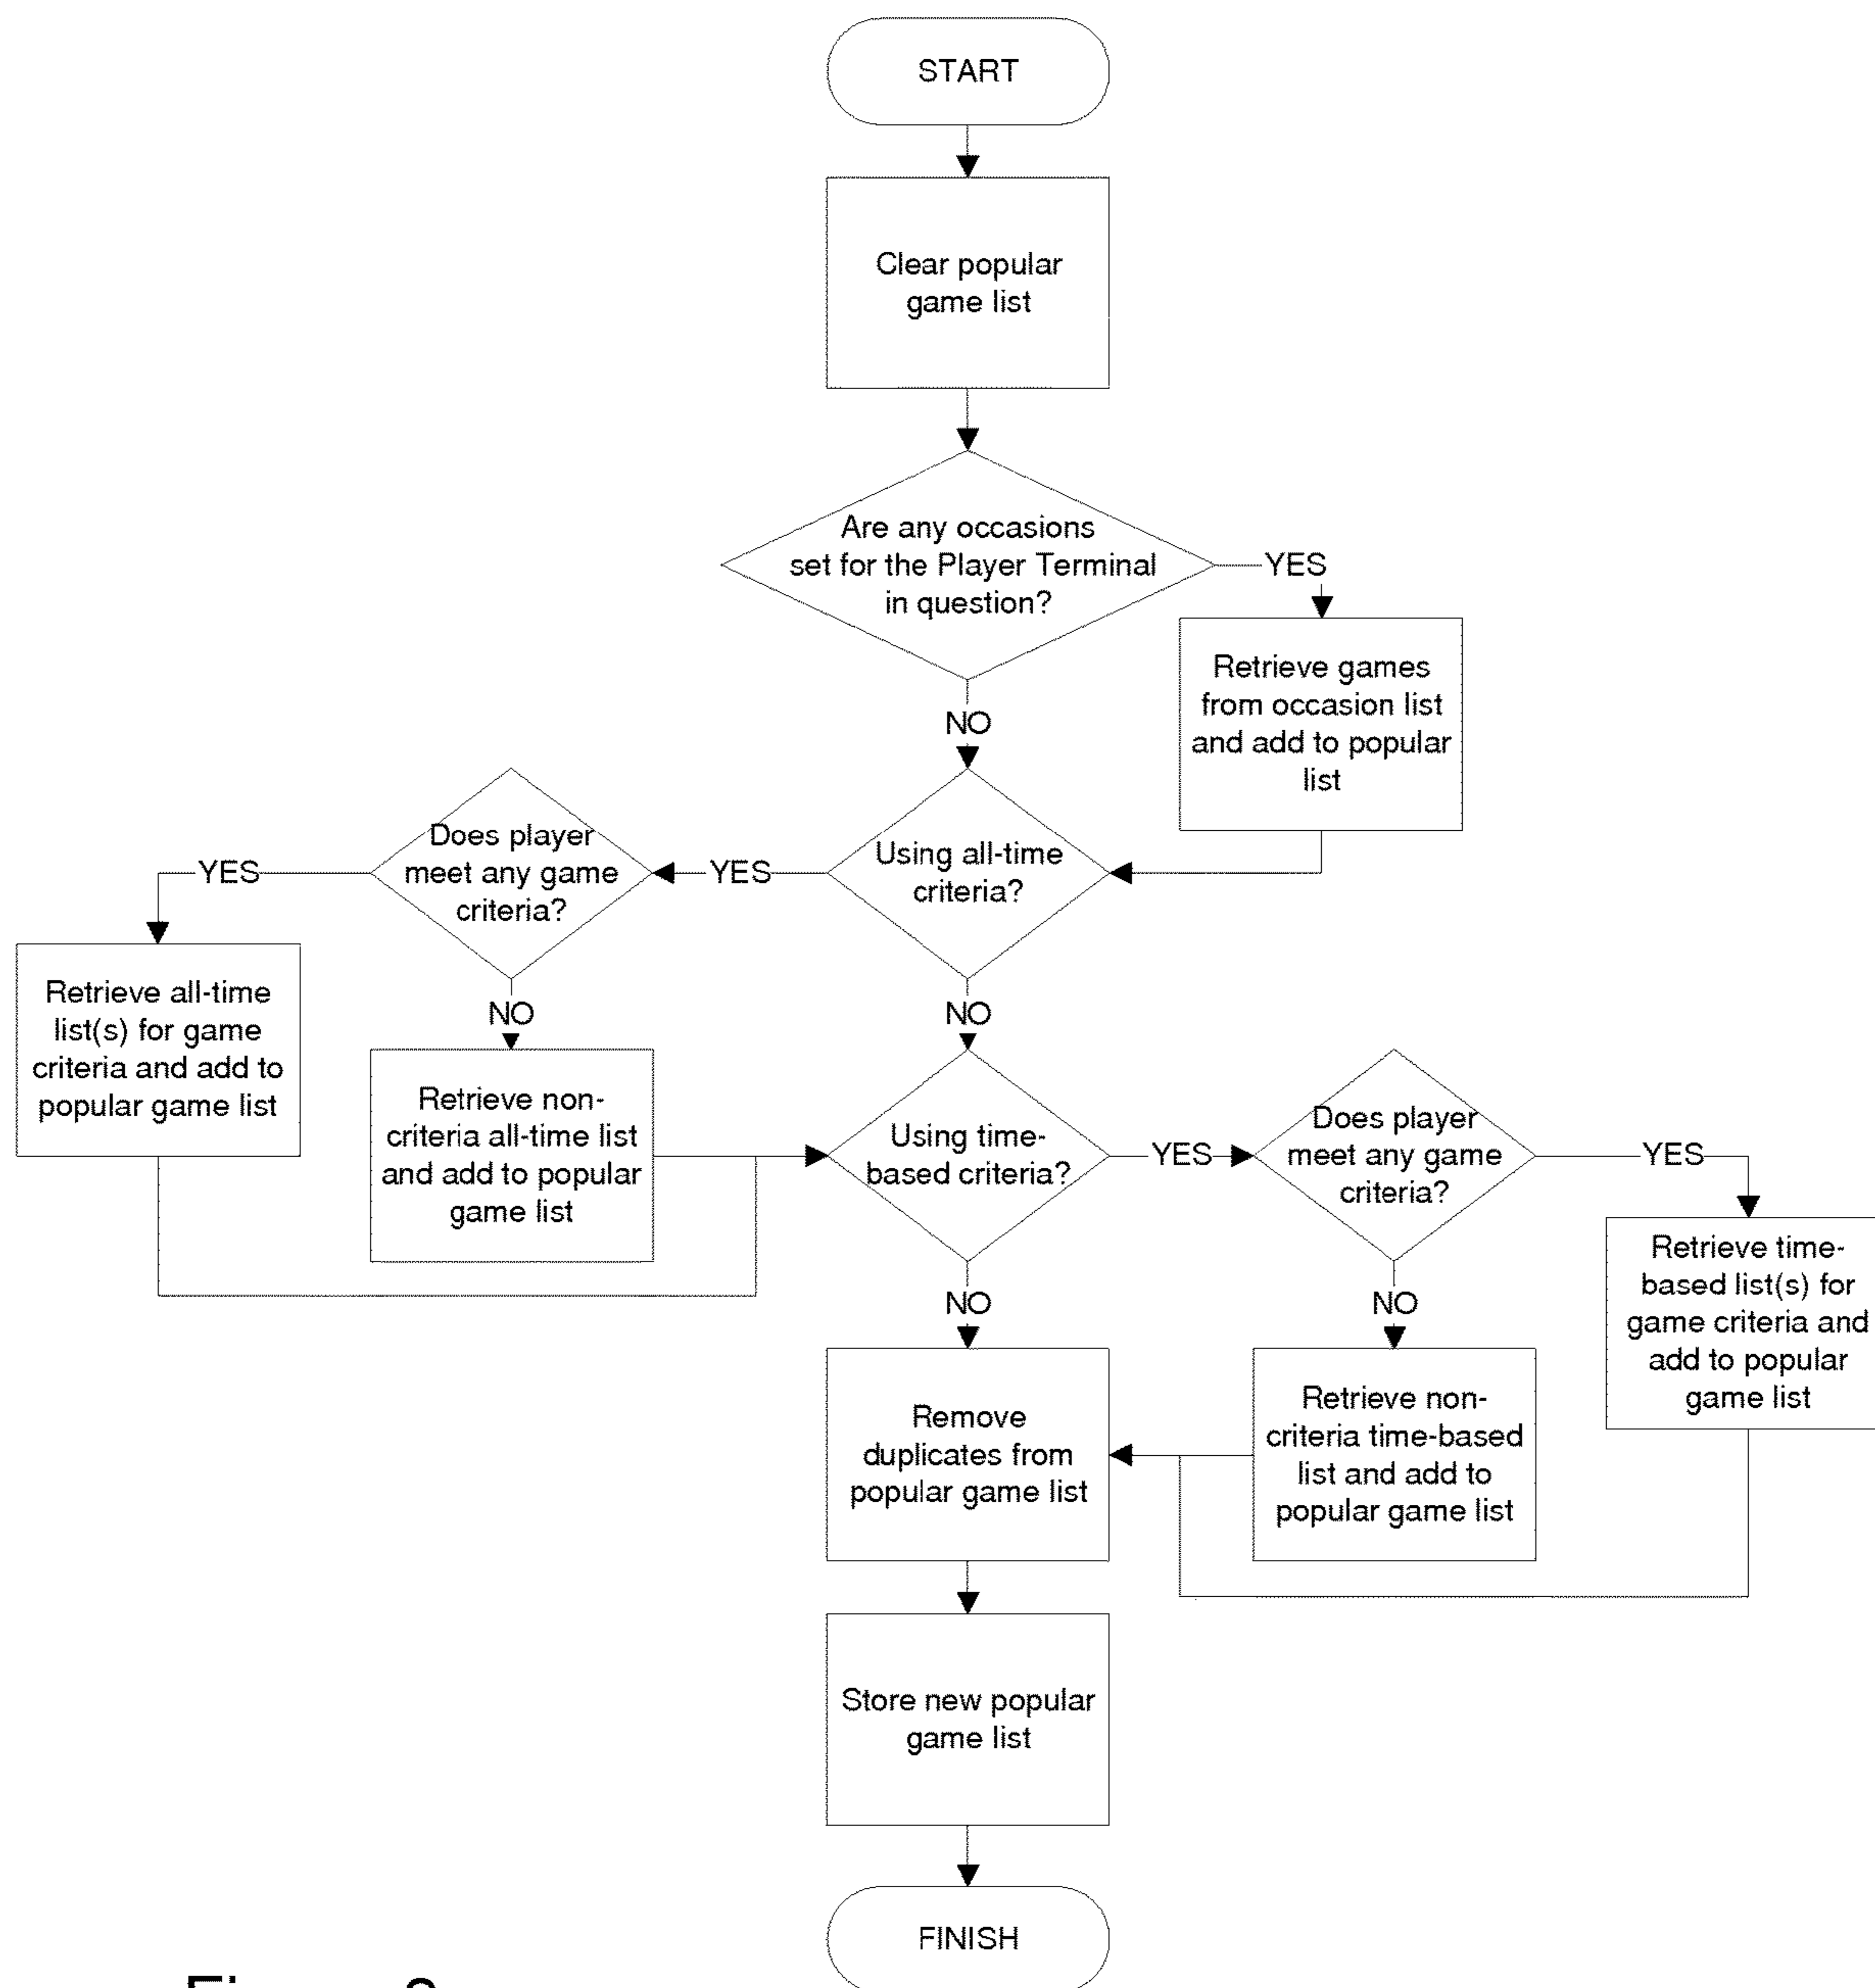 START
Clear popular
game list
Are any occasions
set for the Player Terminal
in question?
YES
Retrieve games
from occasion list
and add to popular
list
NO
Using all-time
criteria?
YES
Does player
meet any game
criteria?
YES
Retrieve all-time
list(s) for game
criteria and add to
popular game list
NO
Retrieve non-
criteria all-time list
and add to popular
game list
NO
Using time-
based criteria?
YES
Does player
meet any game
criteria?
YES
Retrieve time-
based list(s) for
game criteria and
add to popular
game list
NO
Retrieve non-
criteria time-based
list and add to
popular game list
NO
Remove
duplicates from
popular game list
Store new popular
game list
FINISH